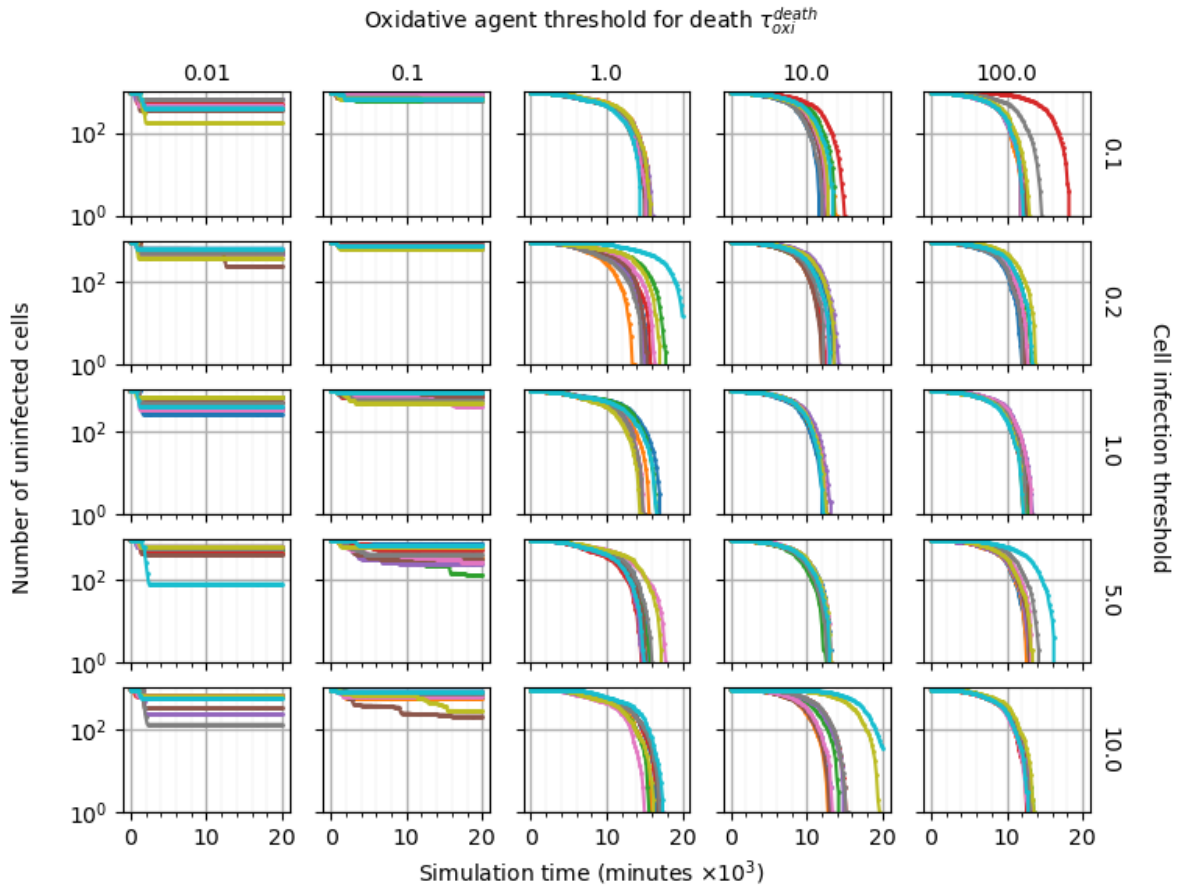 Oxidative agent threshold for death τ_oxi^death
0.01 0.1 1.0 10.0 100.0
10^2
10^0
0.1
10^2
10^0
0.2
10^2
10^0
1.0
10^2
10^0
5.0
10^2
10^0
10.0
Number of uninfected cells
Cell infection threshold
0 10 20 0 10 20 0 10 20 0 10 20 0 10 20
Simulation time (minutes ×10^3)